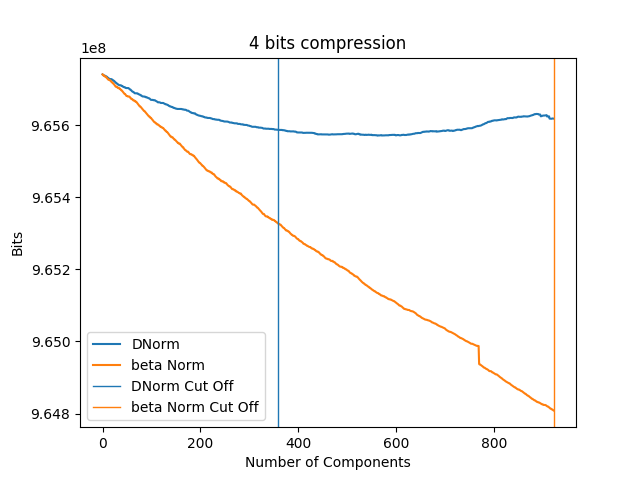 4 bits compression
1e8
9.656
9.654
9.652
9.650
9.648
Bits
DNorm
beta Norm
DNorm Cut Off
beta Norm Cut Off
0 200 400 600 800
Number of Components